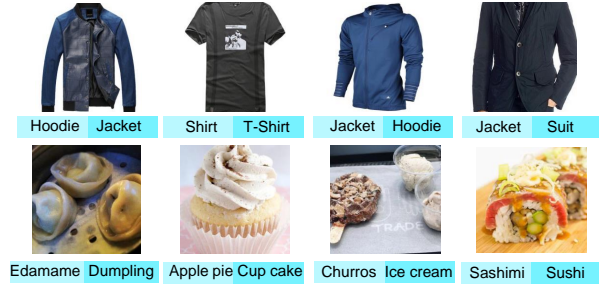 Hoodie Jacket
Shirt T-Shirt
Jacket Hoodie
Jacket Suit
TRADE
Edamame Dumpling
Apple pie Cup cake
Churros Ice cream
Sashimi Sushi